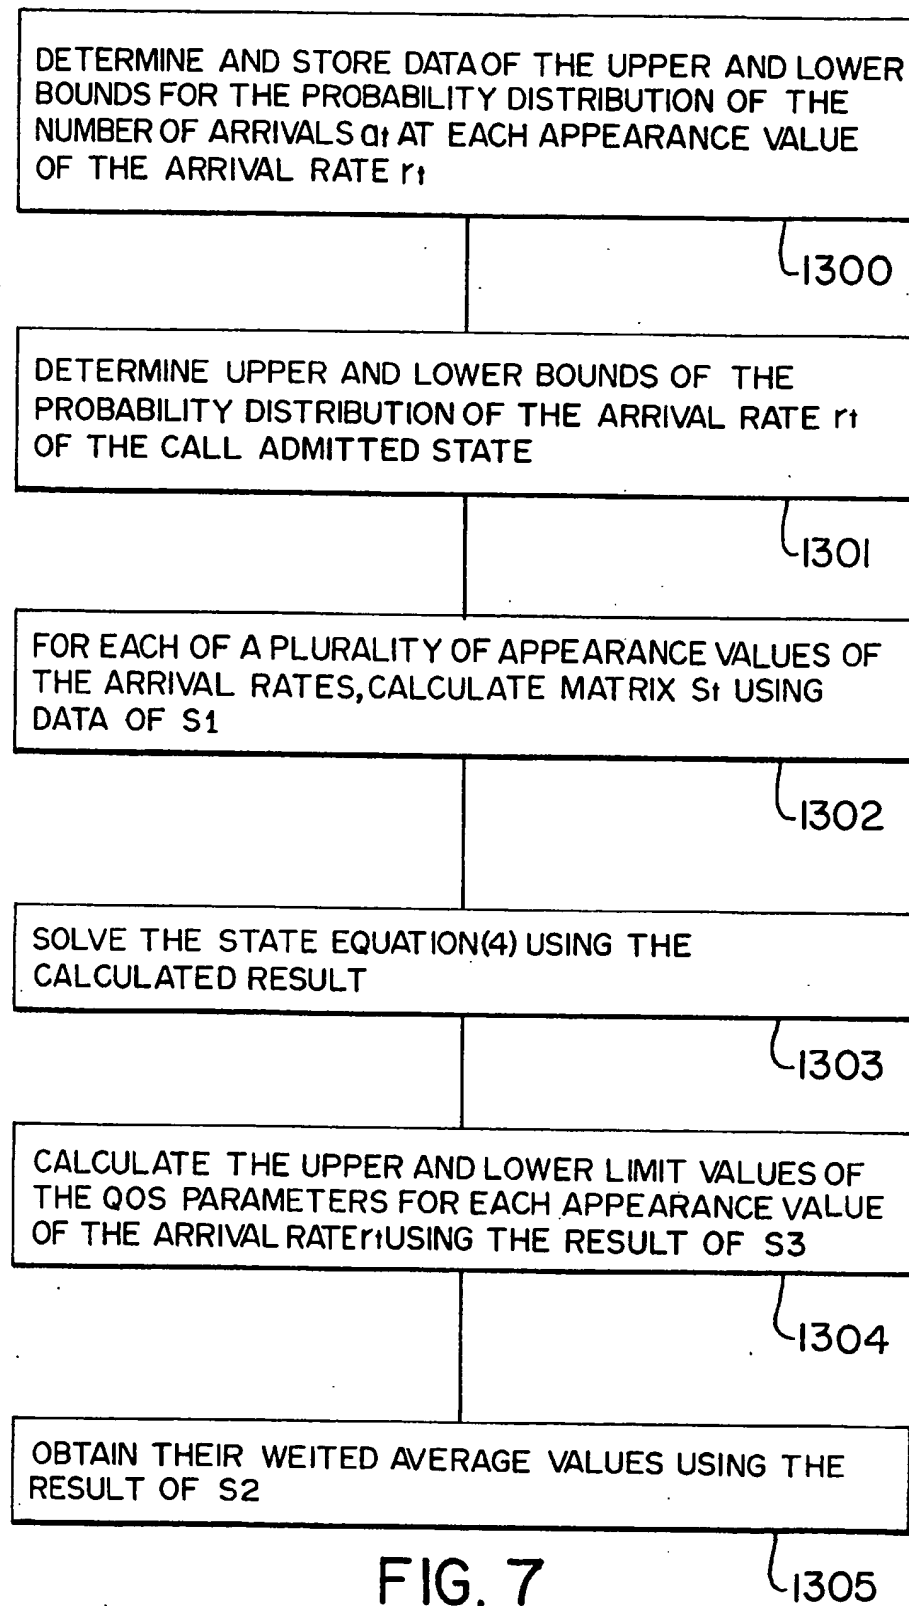 DETERMINE AND STORE DATA OF THE UPPER AND LOWER
BOUNDS FOR THE PROBABILITY DISTRIBUTION OF THE
NUMBER OF ARRIVALS at AT EACH APPEARANCE VALUE
OF THE ARRIVAL RATE rt
1300
DETERMINE UPPER AND LOWER BOUNDS OF THE
PROBABILITY DISTRIBUTION OF THE ARRIVAL RATE rt
OF THE CALL ADMITTED STATE
1301
FOR EACH OF A PLURALITY OF APPEARANCE VALUES OF
THE ARRIVAL RATES, CALCULATE MATRIX St USING
DATA OF S1
1302
SOLVE THE STATE EQUATION(4) USING THE
CALCULATED RESULT
1303
CALCULATE THE UPPER AND LOWER LIMIT VALUES OF
THE QOS PARAMETERS FOR EACH APPEARANCE VALUE
OF THE ARRIVAL RATE rt USING THE RESULT OF S3
1304
OBTAIN THEIR WEITED AVERAGE VALUES USING THE
RESULT OF S2
1305
FIG. 7